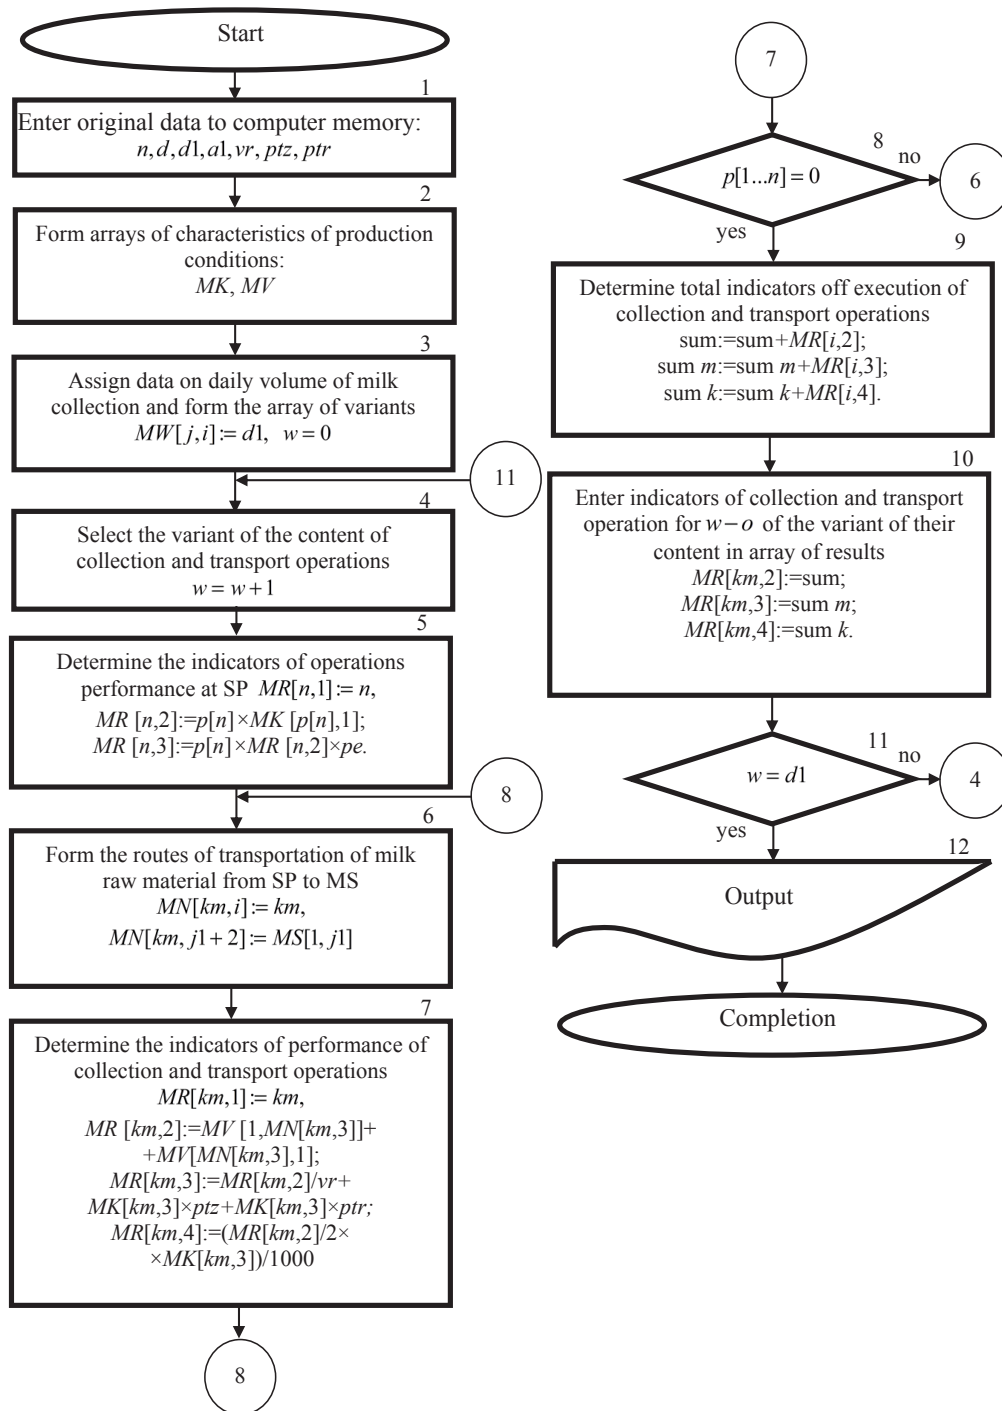 Start
1
Enter original data to computer memory:
n, d, d1, a1, vr, ptz, ptr
2
Form arrays of characteristics of production
conditions:
MK, MV
3
Assign data on daily volume of milk
collection and form the array of variants
MW[j,i]:= d1, w = 0
11
4
Select the variant of the content of
collection and transport operations
w = w+1
5
Determine the indicators of operations
performance at SP MR[n,1]:= n,
MR [n,2]:=p[n]×MK [p[n],1];
MR [n,3]:=p[n]×MR [n,2]×pe.
8
6
Form the routes of transportation of milk
raw material from SP to MS
MN[km,i]:= km,
MN[km, j1+2]:= MS[1, j1]
7
Determine the indicators of performance of
collection and transport operations
MR[km,1]:= km,
MR [km,2]:=MV [1,MN[km,3]]+
+MV[MN[km,3],1];
MR[km,3]:=MR[km,2]/vr+
MK[km,3]×ptz+MK[km,3]×ptr;
MR[km,4]:=(MR[km,2]/2×
×MK[km,3])/1000
8
7
8
p[1...n] = 0
no
6
yes
9
Determine total indicators off execution of
collection and transport operations
sum:=sum+MR[i,2];
sum m:=sum m+MR[i,3];
sum k:=sum k+MR[i,4].
10
Enter indicators of collection and transport
operation for w−o of the variant of their
content in array of results
MR[km,2]:=sum;
MR[km,3]:=sum m;
MR[km,4]:=sum k.
11
w = d1
no
4
yes
12
Output
Completion